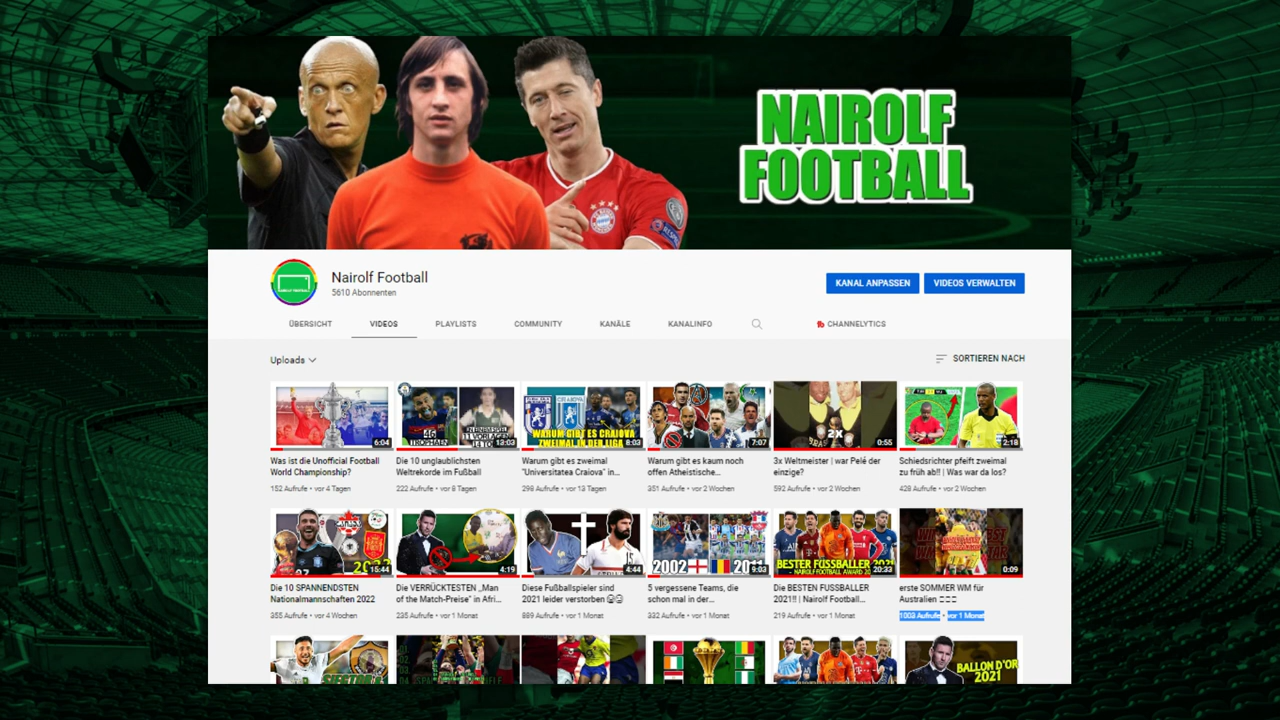 NAIROLF
FOOTBALL
Nairolf Football
5610 Abonnenten
KANAL ANPASSEN
VIDEOS VERWALTEN
ÜBERSICHT
VIDEOS
PLAYLISTS
COMMUNITY
KANÄLE
KANALINFO
CHANNELYTICS
Uploads
SORTIEREN NACH
6:04
46
TROPHÄEN
13:03
WARUM GIBT ES CRAIOVA
ZWEIMAL IN DER LIGA
8:03
7:07
2X
0:55
2:18
Was ist die Unofficial Football
World Championship?
152 Aufrufe • vor 4 Tagen
Die 10 unglaublichsten
Weltrekorde im Fußball
222 Aufrufe • vor 8 Tagen
Warum gibt es zweimal
"Universitatea Craiova" in...
298 Aufrufe • vor 13 Tagen
Warum gibt es kaum noch
offen Atheistische...
351 Aufrufe • vor 2 Wochen
3x Weltmeister | war Pelé der
einzige?
592 Aufrufe • vor 2 Wochen
Schiedsrichter pfeift zweimal
zu früh ab!! | Was war da los?
428 Aufrufe • vor 2 Wochen
2022
15:44
4:19
4:44
2002
2011
9:03
BESTER FUSSBALLER 2021
- NAIROLF FOOTBALL AWARD
20:33
0:09
Die 10 SPANNENDSTEN
Nationalmannschaften 2022
355 Aufrufe • vor 4 Wochen
Die VERRÜCKTESTEN „Man
of the Match-Preise" in Afri...
235 Aufrufe • vor 1 Monat
Diese Fußballspieler sind
2021 leider verstorben
889 Aufrufe • vor 1 Monat
5 vergessene Teams, die
schon mal in der...
332 Aufrufe • vor 1 Monat
Die BESTEN FUSSBALLER
2021!! | Nairolf Football...
219 Aufrufe • vor 1 Monat
erste SOMMER WM für
Australien
1003 Aufrufe • vor 1 Monat
BALLON D'OR
2021